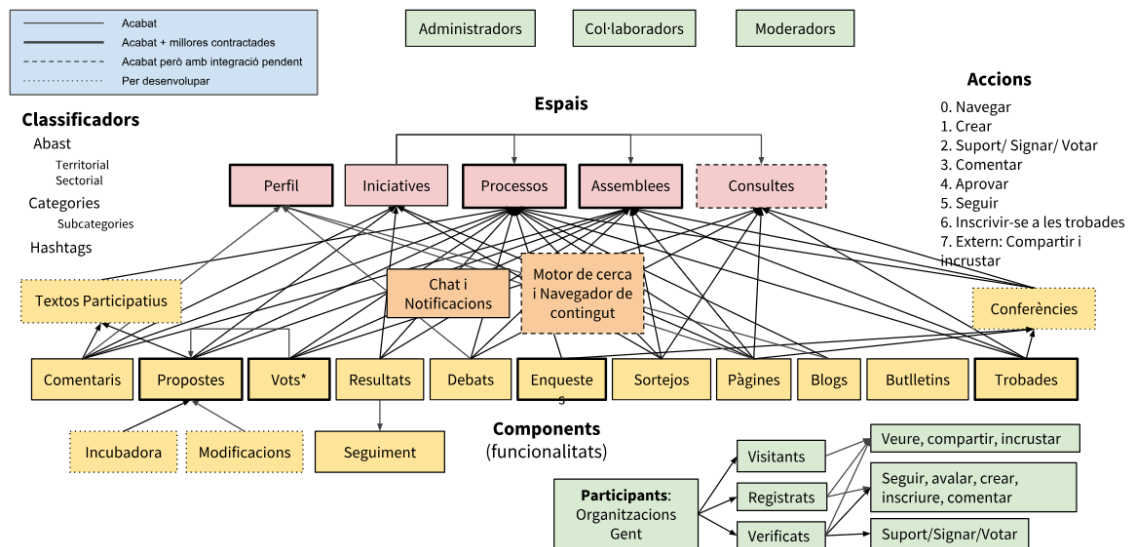 Acabat
Acabat + millores contractades
Acabat però amb integració pendent
Per desenvolupar
Administradors
Col·laboradors
Moderadors
Classificadors
Abast
Territorial
Sectorial
Categories
Subcategories
Hashtags
Espais
Accions
0. Navegar
1. Crear
2. Suport/ Signar/ Votar
3. Comentar
4. Aprovar
5. Seguir
6. Inscrivir-se a les trobades
7. Extern: Compartir i
incrustar
Perfil
Iniciatives
Processos
Assemblees
Consultes
Textos Participatius
Chat i
Notificacions
Motor de cerca
i Navegador de
contingut
Conferències
Comentaris
Propostes
Vots*
Resultats
Debats
Enqueste
s
Sortejos
Pàgines
Blogs
Butlletins
Trobades
Incubadora
Modificacions
Seguiment
Components
(funcionalitats)
Participants:
Organitzacions
Gent
Visitants
Registrats
Verificats
Veure, compartir, incrustar
Seguir, avalar, crear,
inscriure, comentar
Suport/Signar/Votar